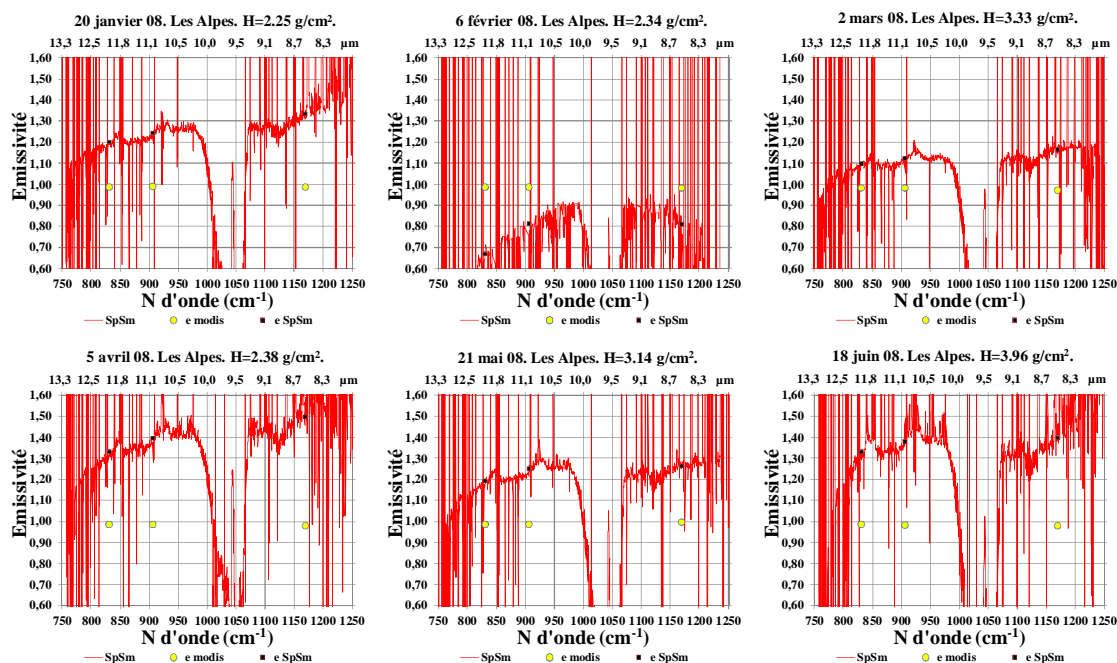 20 janvier 08. Les Alpes. H=2.25 g/cm².
13,3 12,5 11,8 11,1 10,5 10,0 9,5 9,1 8,7 8,3 µm
Emissivité
1,60
1,50
1,40
1,30
1,20
1,10
1,00
0,90
0,80
0,70
0,60
750 800 850 900 950 1000 1050 1100 1150 1200 1250
N d'onde (cm⁻¹)
SpSm e modis e SpSm
6 février 08. Les Alpes. H=2.34 g/cm².
13,3 12,5 11,8 11,1 10,5 10,0 9,5 9,1 8,7 8,3 µm
Emissivité
1,60
1,50
1,40
1,30
1,20
1,10
1,00
0,90
0,80
0,70
0,60
750 800 850 900 950 1000 1050 1100 1150 1200 1250
N d'onde (cm⁻¹)
SpSm e modis e SpSm
2 mars 08. Les Alpes. H=3.33 g/cm².
13,3 12,5 11,8 11,1 10,5 10,0 9,5 9,1 8,7 8,3 µm
Emissivité
1,60
1,50
1,40
1,30
1,20
1,10
1,00
0,90
0,80
0,70
0,60
750 800 850 900 950 1000 1050 1100 1150 1200 1250
N d'onde (cm⁻¹)
SpSm e modis e SpSm
5 avril 08. Les Alpes. H=2.38 g/cm².
13,3 12,5 11,8 11,1 10,5 10,0 9,5 9,1 8,7 8,3 µm
Emissivité
1,60
1,50
1,40
1,30
1,20
1,10
1,00
0,90
0,80
0,70
0,60
750 800 850 900 950 1000 1050 1100 1150 1200 1250
N d'onde (cm⁻¹)
SpSm e modis e SpSm
21 mai 08. Les Alpes. H=3.14 g/cm².
13,3 12,5 11,8 11,1 10,5 10,0 9,5 9,1 8,7 8,3 µm
Emissivité
1,60
1,50
1,40
1,30
1,20
1,10
1,00
0,90
0,80
0,70
0,60
750 800 850 900 950 1000 1050 1100 1150 1200 1250
N d'onde (cm⁻¹)
SpSm e modis e SpSm
18 juin 08. Les Alpes. H=3.96 g/cm².
13,3 12,5 11,8 11,1 10,5 10,0 9,5 9,1 8,7 8,3 µm
Emissivité
1,60
1,50
1,40
1,30
1,20
1,10
1,00
0,90
0,80
0,70
0,60
750 800 850 900 950 1000 1050 1100 1150 1200 1250
N d'onde (cm⁻¹)
SpSm e modis e SpSm